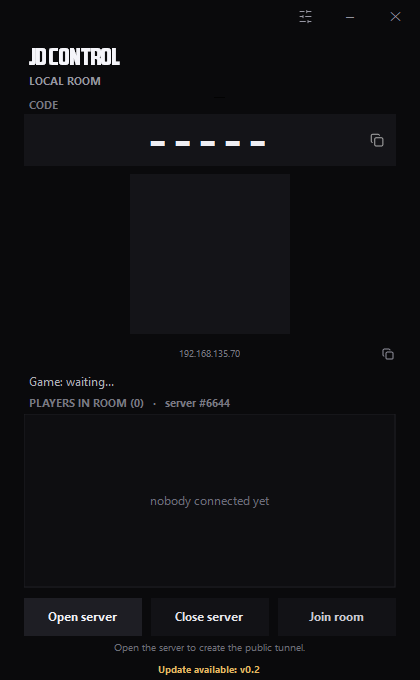 JD CONTROL
LOCAL ROOM
CODE
– – – – –
192.168.135.70
Game: waiting...
PLAYERS IN ROOM (0) · server #6644
nobody connected yet
Open server Close server Join room
Open the server to create the public tunnel.
Update available: v0.2